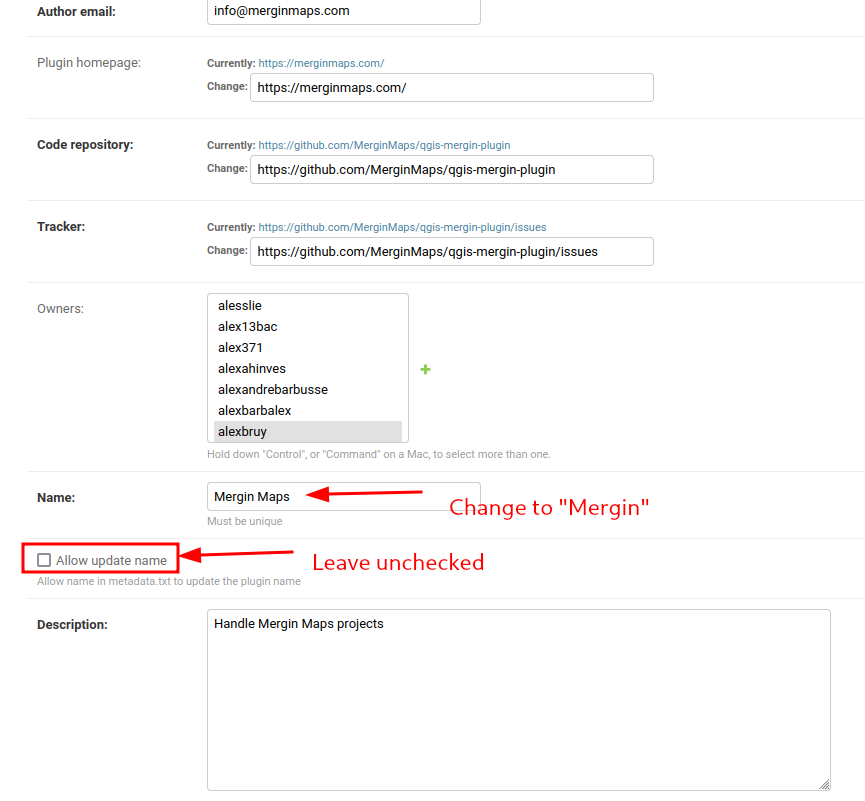 Author email:
info@merginmaps.com
Plugin homepage:
Currently: https://merginmaps.com/
Change: https://merginmaps.com/
Code repository:
Currently: https://github.com/MerginMaps/qgis-mergin-plugin
Change: https://github.com/MerginMaps/qgis-mergin-plugin
Tracker:
Currently: https://github.com/MerginMaps/qgis-mergin-plugin/issues
Change: https://github.com/MerginMaps/qgis-mergin-plugin/issues
Owners:
alesslie
alex13bac
alex371
alexahinves
alexandrebarbusse
alexbarbalex
alexbruy
Hold down "Control", or "Command" on a Mac, to select more than one.
Name:
Mergin Maps
Change to "Mergin"
Must be unique
Allow update name
Leave unchecked
Allow name in metadata.txt to update the plugin name
Description:
Handle Mergin Maps projects